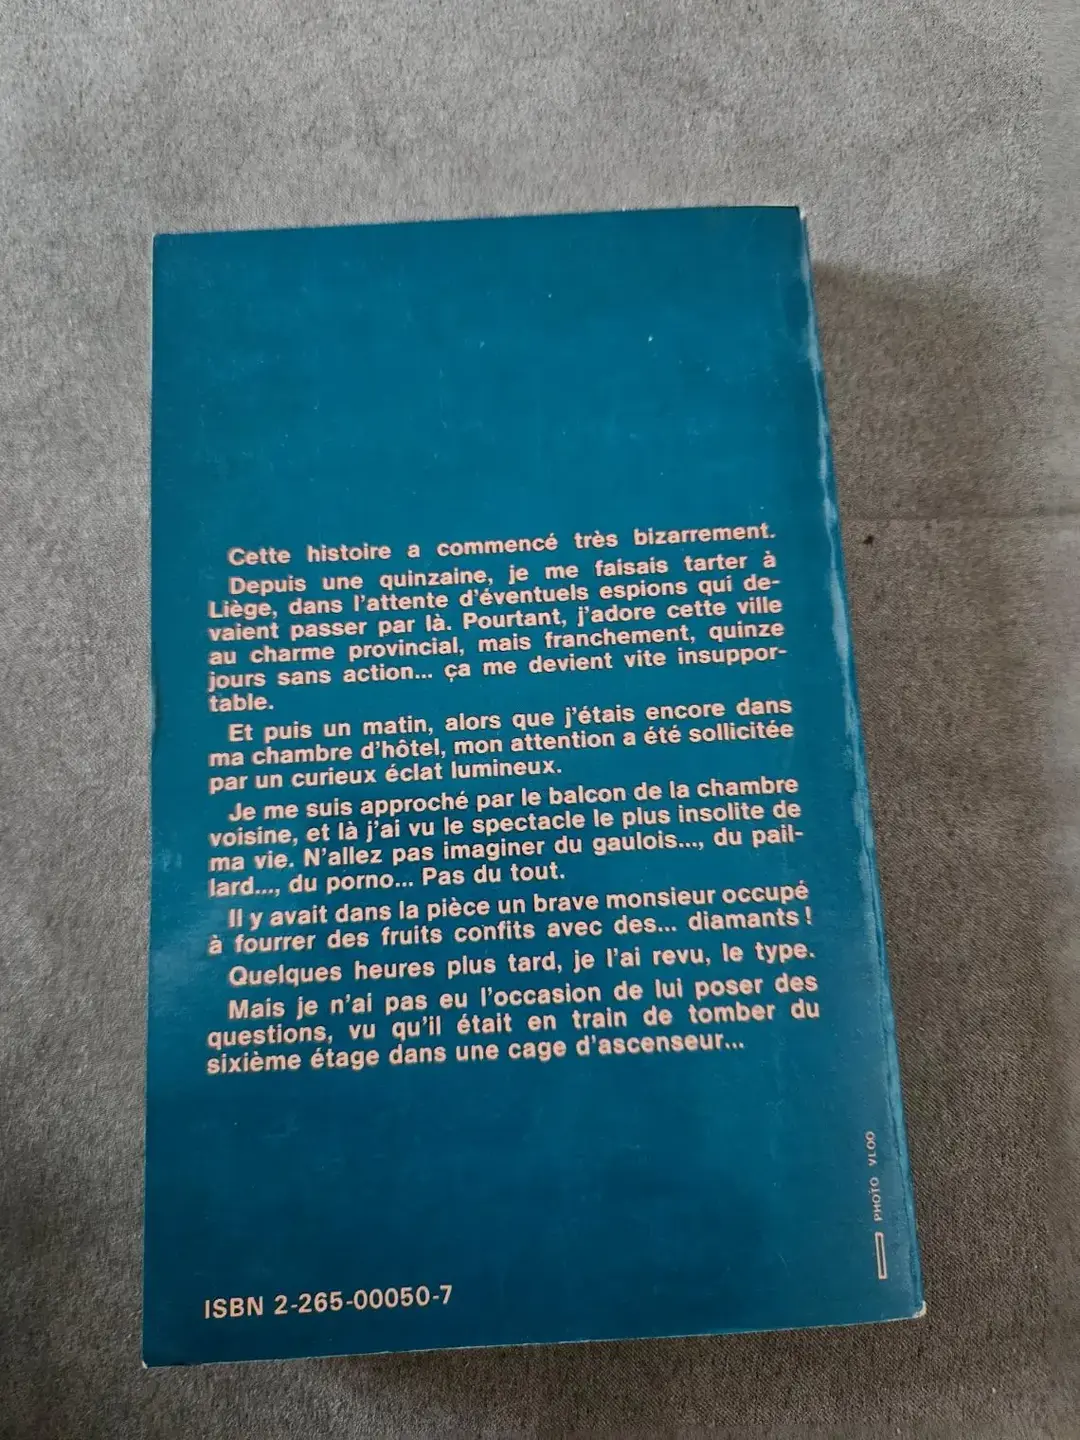 Cette histoire a commencé très bizarrement.
Depuis une quinzaine, je me faisais tarter à
Liège, dans l'attente d'éventuels espions qui de-
vaient passer par là. Pourtant, j'adore cette ville
au charme provincial, mais franchement, quinze
jours sans action... ça me devient vite insuppor-
table.
Et puis un matin, alors que j'étais encore dans
ma chambre d'hôtel, mon attention a été sollicitée
par un curieux éclat lumineux.
Je me suis approché par le balcon de la chambre
voisine, et là j'ai vu le spectacle le plus insolite de
ma vie. N'allez pas imaginer du gaulois..., du pail-
lard..., du porno... Pas du tout.
Il y avait dans la pièce un brave monsieur occupé
à fourrer des fruits confits avec des... diamants !
Quelques heures plus tard, je l'ai revu, le type.
Mais je n'ai pas eu l'occasion de lui poser des
questions, vu qu'il était en train de tomber du
sixième étage dans une cage d'ascenseur...
PHOTO VLOO
ISBN 2-265-00050-7